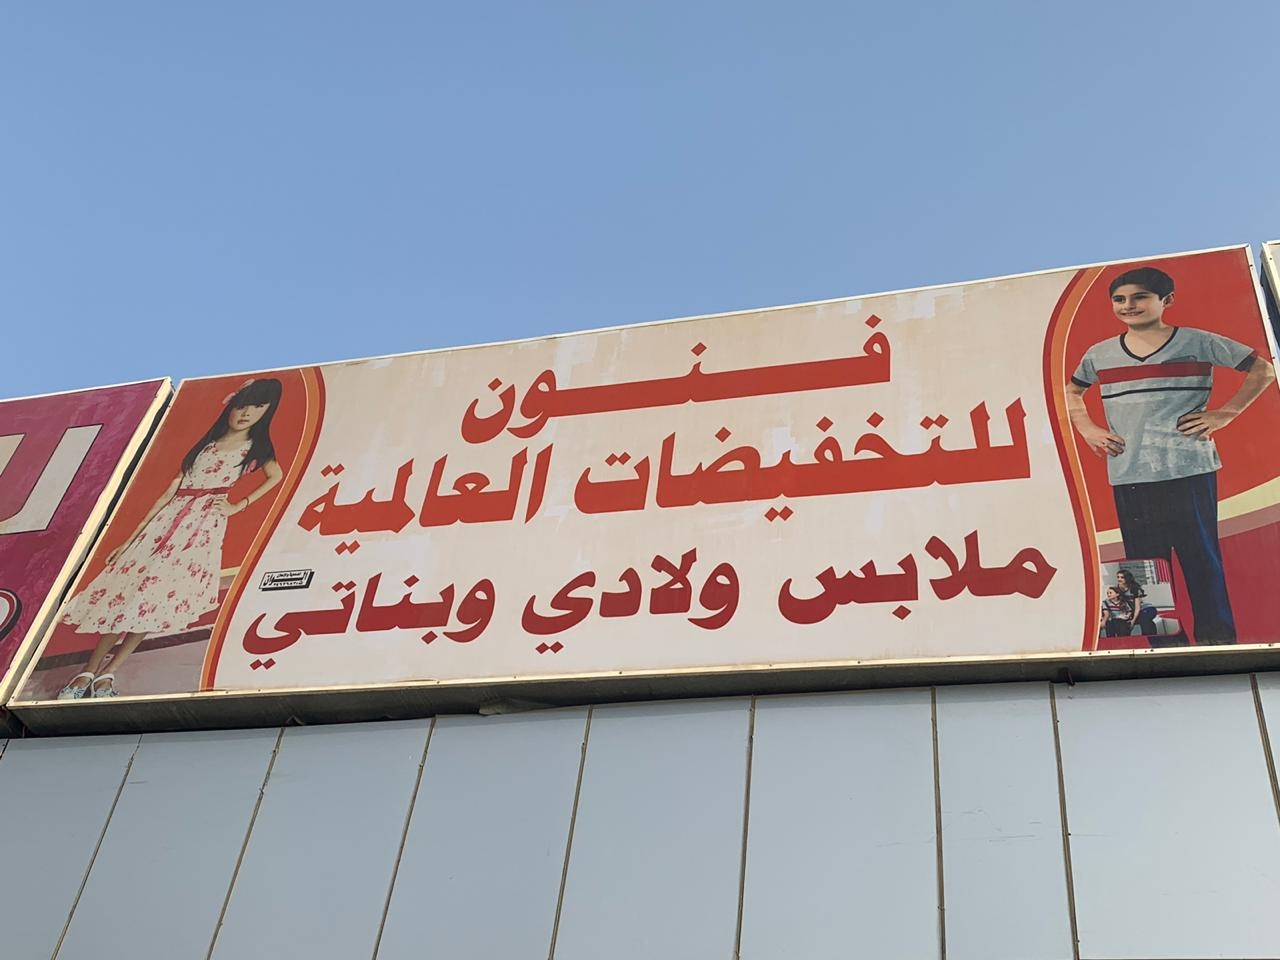 فنون
للتخفيضات العالمية
ملابس ولادي وبناتي